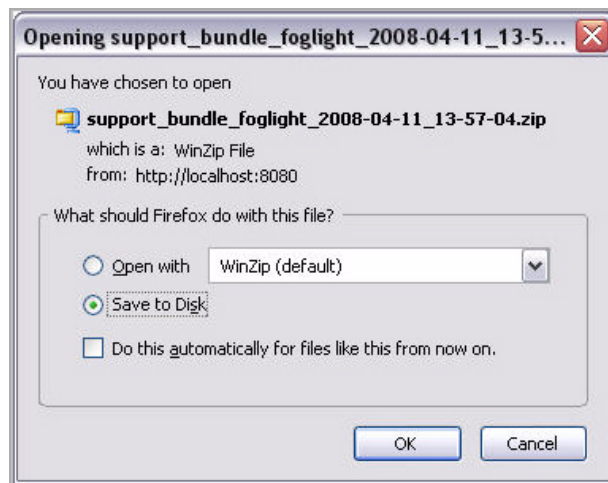 Opening support_bundle_foglight_2008-04-11_13-5...
You have chosen to open
support_bundle_foglight_2008-04-11_13-57-04.zip
which is a: WinZip File
from: http://localhost:8080
What should Firefox do with this file?
Open with WinZip (default)
Save to Disk
Do this automatically for files like this from now on.
OK Cancel